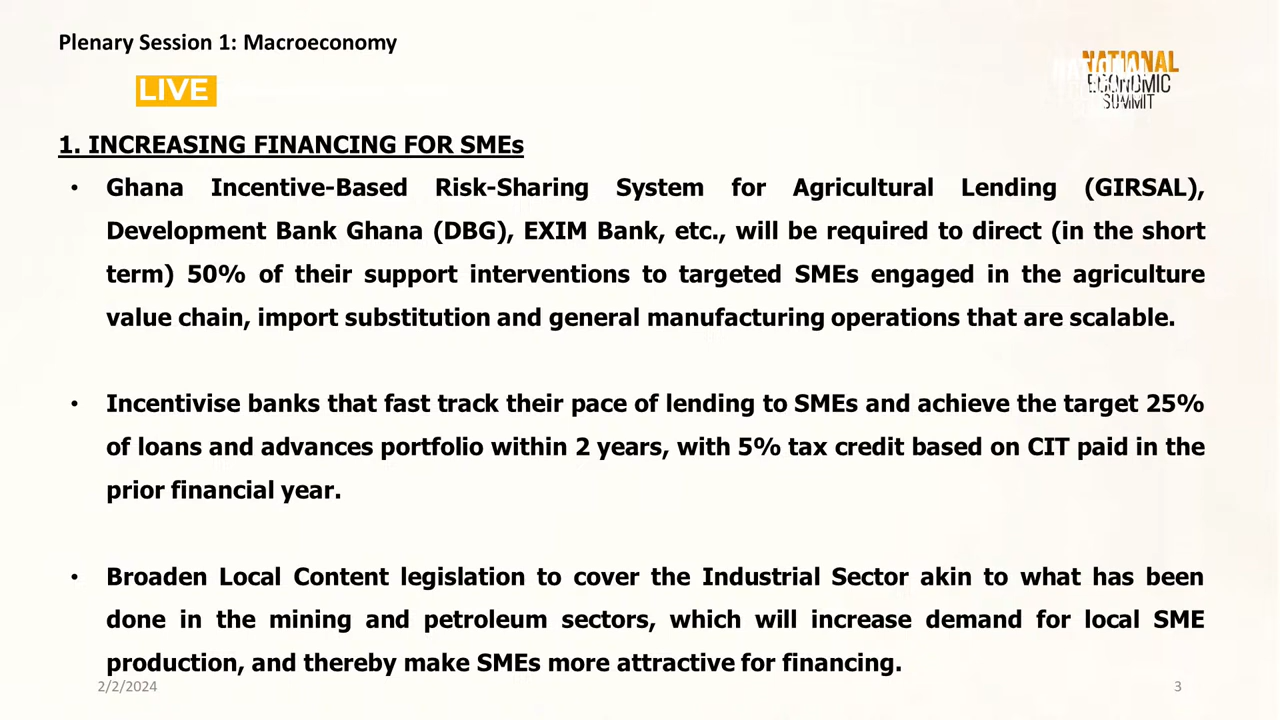 Plenary Session 1: Macroeconomy
LIVE
NATIONAL
ECONOMIC
SUMMIT
1. INCREASING FINANCING FOR SMEs
• Ghana Incentive-Based Risk-Sharing System for Agricultural Lending (GIRSAL),
Development Bank Ghana (DBG), EXIM Bank, etc., will be required to direct (in the short
term) 50% of their support interventions to targeted SMEs engaged in the agriculture
value chain, import substitution and general manufacturing operations that are scalable.
• Incentivise banks that fast track their pace of lending to SMEs and achieve the target 25%
of loans and advances portfolio within 2 years, with 5% tax credit based on CIT paid in the
prior financial year.
• Broaden Local Content legislation to cover the Industrial Sector akin to what has been
done in the mining and petroleum sectors, which will increase demand for local SME
production, and thereby make SMEs more attractive for financing.
2/2/2024
3